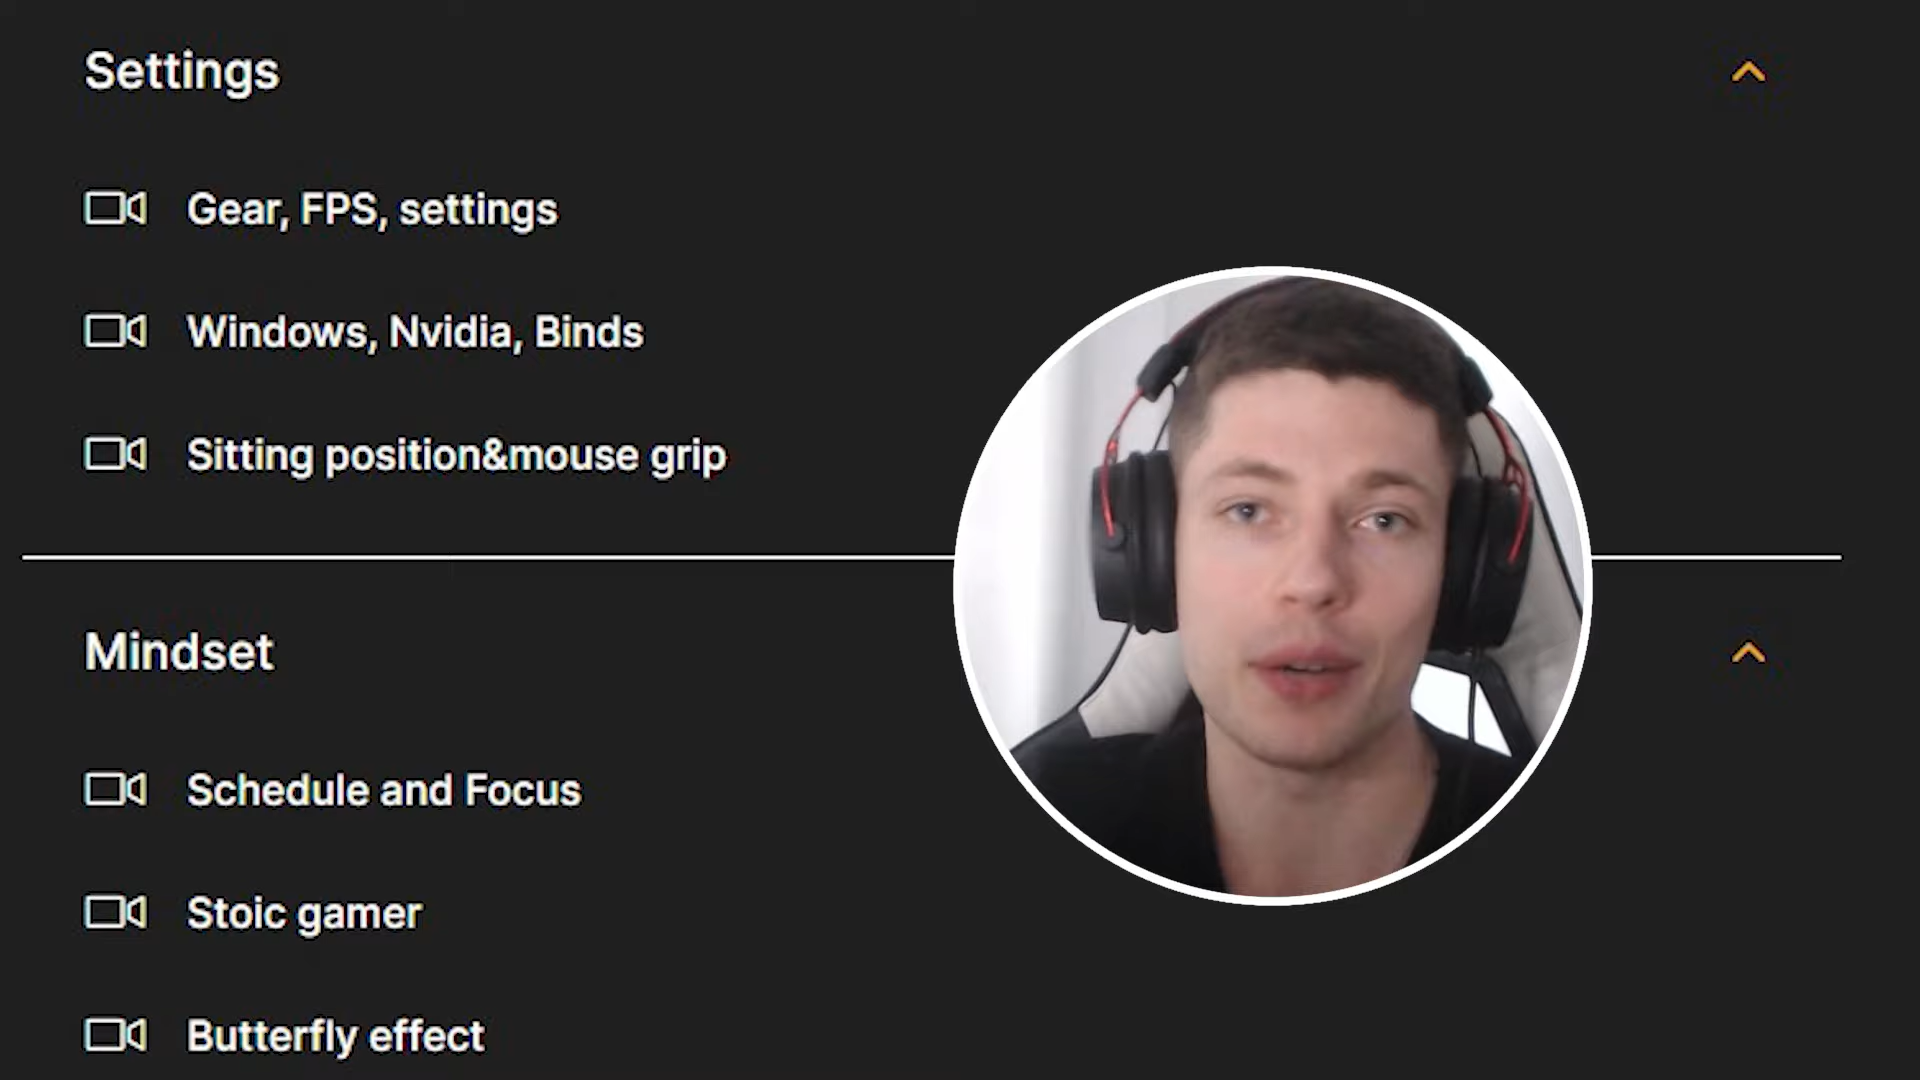 Settings
Gear, FPS, settings
Windows, Nvidia, Binds
Sitting position&mouse grip
Mindset
Schedule and Focus
Stoic gamer
Butterfly effect